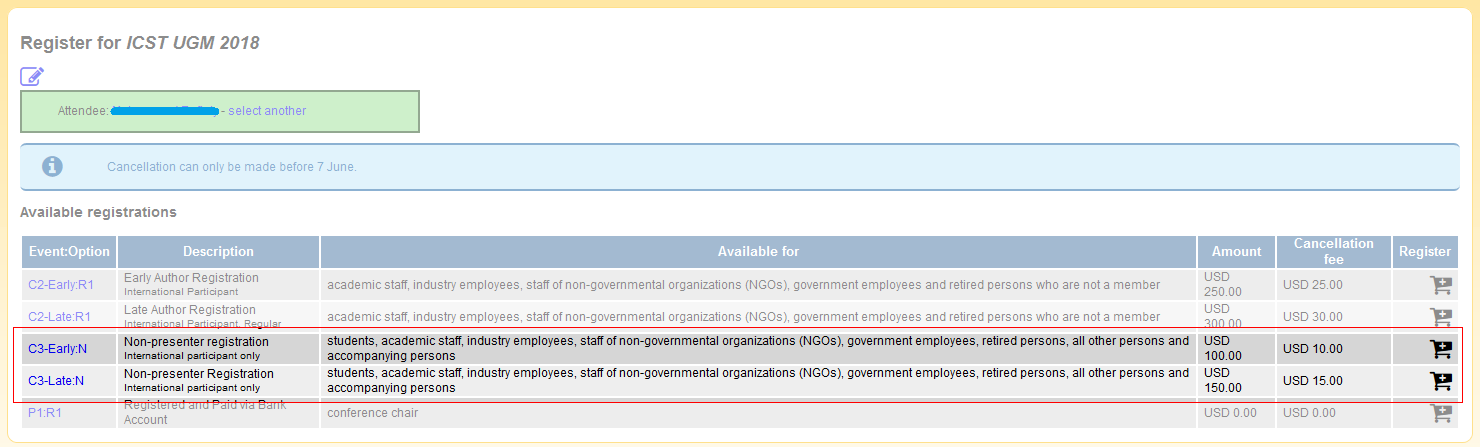 Register for ICST UGM 2018
Attendee: - select another
Cancellation can only be made before 7 June.
Available registrations
Event:Option Description Available for Amount Cancellation fee Register
C2-Early:R1 Early Author Registration International Participant academic staff, industry employees, staff of non-governmental organizations (NGOs), government employees and retired persons who are not a member USD 250.00 USD 25.00
C2-Late:R1 Late Author Registration International Participant, Regular academic staff, industry employees, staff of non-governmental organizations (NGOs), government employees and retired persons who are not a member USD 300.00 USD 30.00
C3-Early:N Non-presenter registration International participant only students, academic staff, industry employees, staff of non-governmental organizations (NGOs), government employees, retired persons, all other persons and accompanying persons USD 100.00 USD 10.00
C3-Late:N Non-presenter Registration International participant only students, academic staff, industry employees, staff of non-governmental organizations (NGOs), government employees, retired persons, all other persons and accompanying persons USD 150.00 USD 15.00
P1:R1 Registered and Paid via Bank Account conference chair USD 0.00 USD 0.00